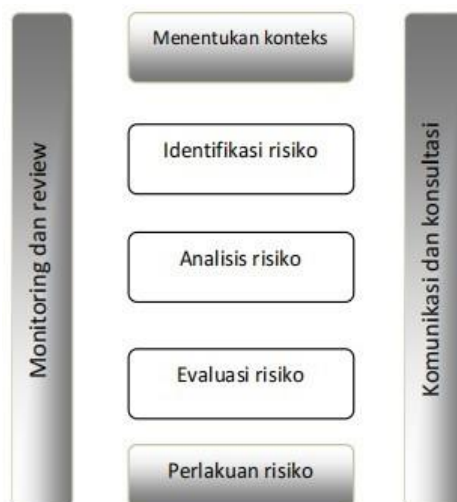 Menentukan konteks
Monitoring dan review
Identifikasi risiko
Analisis risiko
Evaluasi risiko
Perlakuan risiko
Komunikasi dan konsultasi